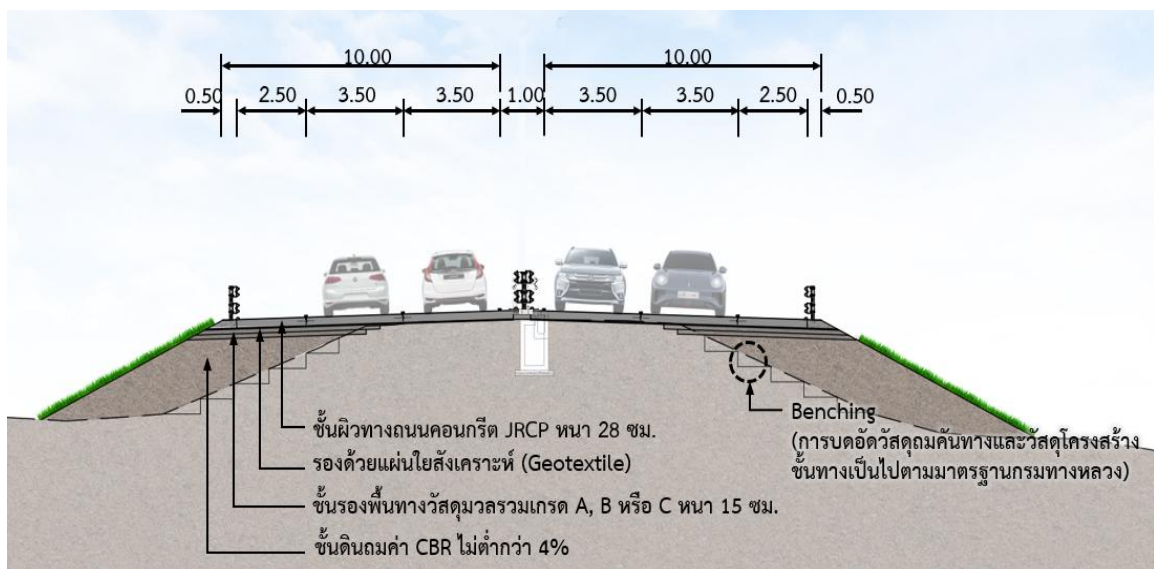 10.00 10.00
0.50 2.50 3.50 3.50 1.00 3.50 3.50 2.50 0.50
ชั้นผิวทางถนนคอนกรีต JRCP หนา 28 ซม.
รองด้วยแผ่นใยสังเคราะห์ (Geotextile)
ชั้นรองพื้นทางวัสดุมวลรวมเกรด A, B หรือ C หนา 15 ซม.
ชั้นดินถมค่า CBR ไม่ต่ำกว่า 4%
Benching
(การบดอัดวัสดุถมคันทางและวัสดุโครงสร้าง
ชั้นทางเป็นไปตามมาตรฐานกรมทางหลวง)